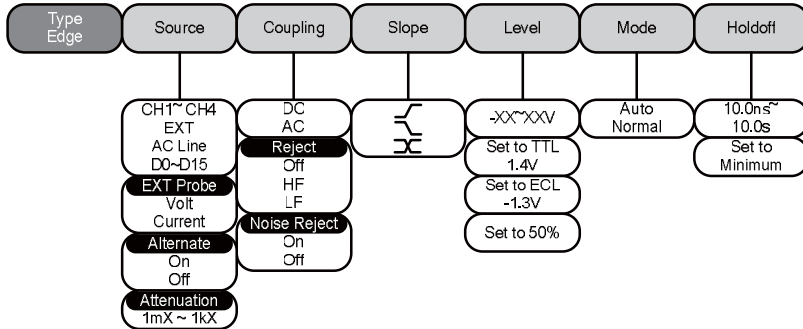 Type
Edge
Source
Coupling
Slope
Level
Mode
Holdoff
CH1~CH4
EXT
AC Line
D0~D15
EXT Probe
Volt
Current
Alternate
On
Off
Attenuation
1mX ~ 1kX
DC
AC
Reject
Off
HF
LF
Noise Reject
On
Off
-XX~XXV
Set to TTL
1.4V
Set to ECL
-1.3V
Set to 50%
Auto
Normal
10.0ns~
10.0s
Set to
Minimum